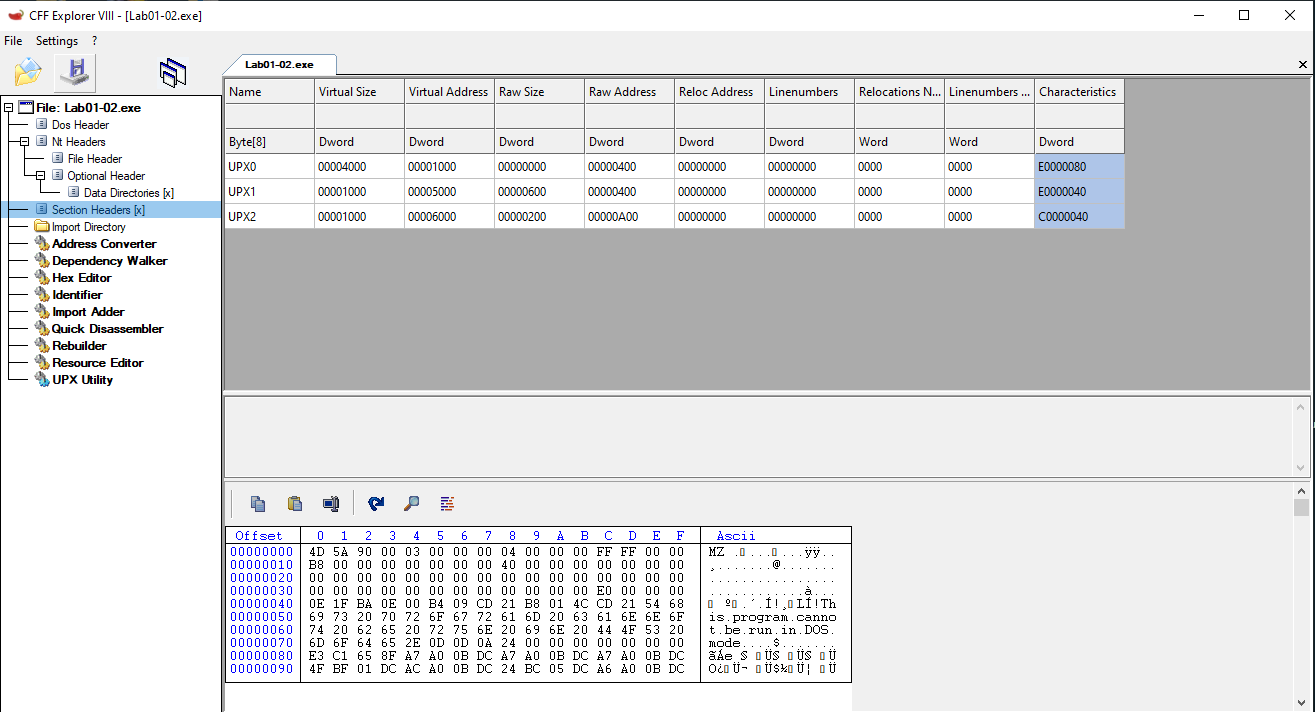 CFF Explorer VIII - [Lab01-02.exe]
File Settings ?
Lab01-02.exe
File: Lab01-02.exe
Dos Header
Nt Headers
File Header
Optional Header
Data Directories [x]
Section Headers [x]
Import Directory
Address Converter
Dependency Walker
Hex Editor
Identifier
Import Adder
Quick Disassembler
Rebuilder
Resource Editor
UPX Utility
Name Virtual Size Virtual Address Raw Size Raw Address Reloc Address Linenumbers Relocations N... Linenumbers ... Characteristics
Byte[8] Dword Dword Dword Dword Dword Dword Word Word Dword
UPX0 00004000 00001000 00000000 00000400 00000000 00000000 0000 0000 E0000080
UPX1 00001000 00005000 00000600 00000400 00000000 00000000 0000 0000 E0000040
UPX2 00001000 00006000 00000200 00000A00 00000000 00000000 0000 0000 C0000040
Offset 0 1 2 3 4 5 6 7 8 9 A B C D E F Ascii
00000000 4D 5A 90 00 03 00 00 00 04 00 00 00 FF FF 00 00 MZ.▯...▯...ÿÿ..
00000010 B8 00 00 00 00 00 00 00 40 00 00 00 00 00 00 00 ¸.......@.......
00000020 00 00 00 00 00 00 00 00 00 00 00 00 00 00 00 00 ................
00000030 00 00 00 00 00 00 00 00 00 00 00 00 E0 00 00 00 ............à...
00000040 0E 1F BA 0E 00 B4 09 CD 21 B8 01 4C CD 21 54 68 ▯º▯.´.Í!¸▯LÍ!Th
00000050 69 73 20 70 72 6F 67 72 61 6D 20 63 61 6E 6E 6F is.program.canno
00000060 74 20 62 65 20 72 75 6E 20 69 6E 20 44 4F 53 20 t.be.run.in.DOS.
00000070 6D 6F 64 65 2E 0D 0D 0A 24 00 00 00 00 00 00 00 mode....$.......
00000080 E3 C1 65 8F A7 A0 0B DC A7 A0 0B DC A7 A0 0B DC ãÁe§▯Ü§▯Ü§▯Ü
00000090 4F BF 01 DC AC A0 0B DC 24 BC 05 DC A6 A0 0B DC O¿▯Ü¬▯Ü$¼▯Ü¦▯Ü